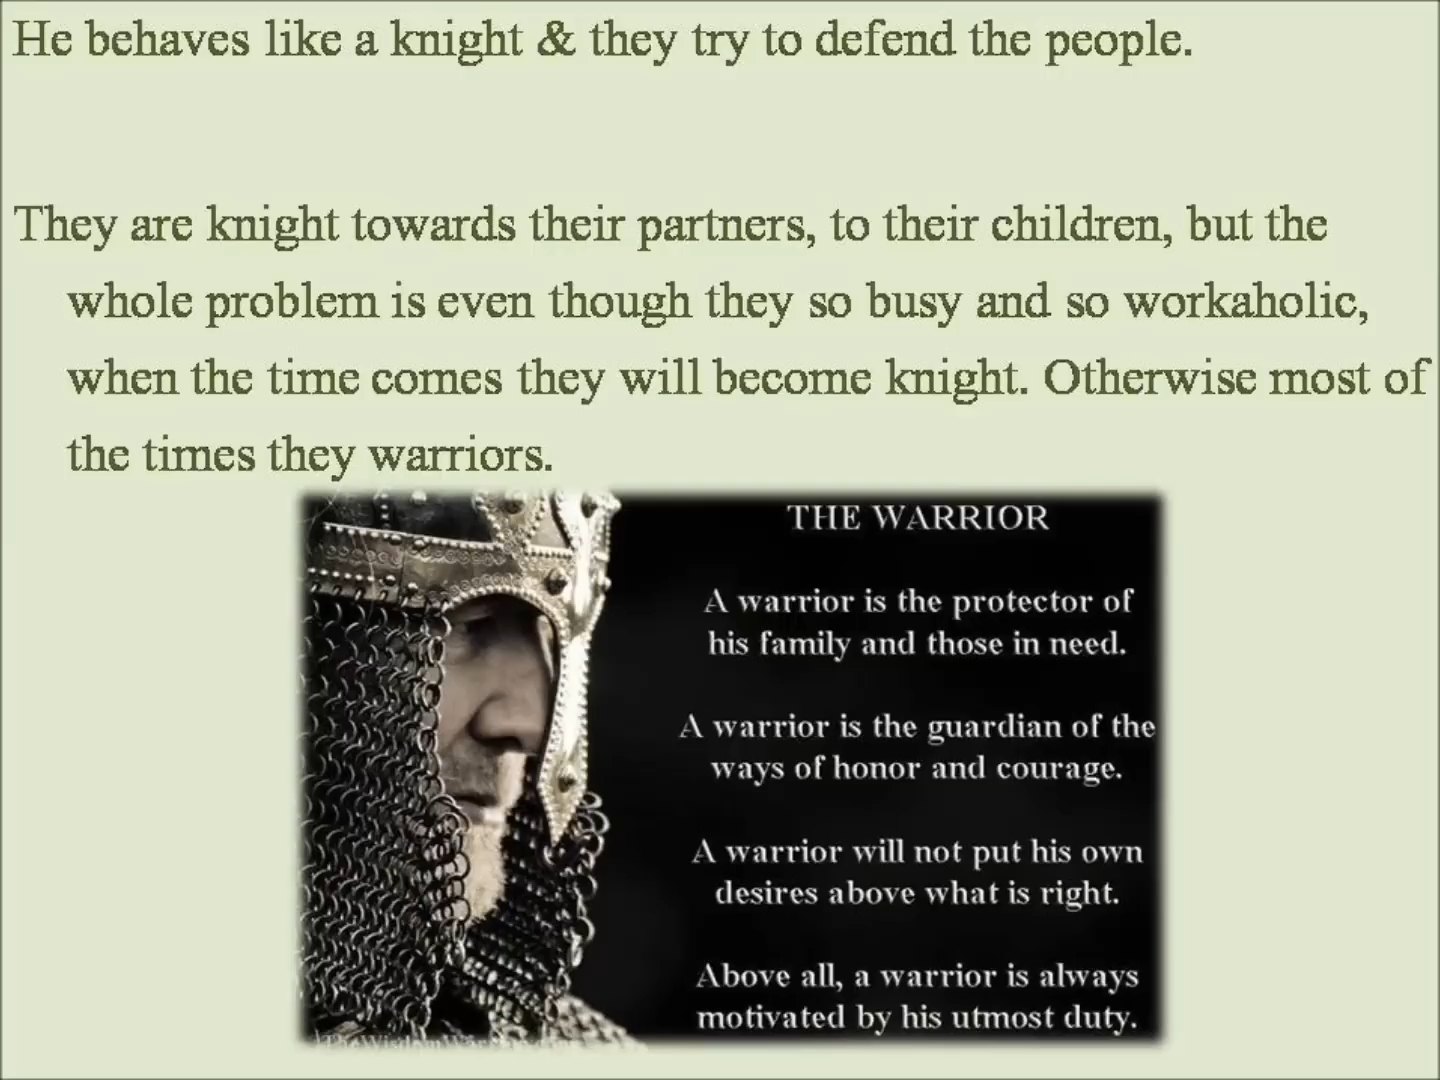 He behaves like a knight & they try to defend the people.
They are knight towards their partners, to their children, but the
whole problem is even though they so busy and so workaholic,
when the time comes they will become knight. Otherwise most of
the times they warriors.
THE WARRIOR
A warrior is the protector of
his family and those in need.
A warrior is the guardian of the
ways of honor and courage.
A warrior will not put his own
desires above what is right.
Above all, a warrior is always
motivated by his utmost duty.